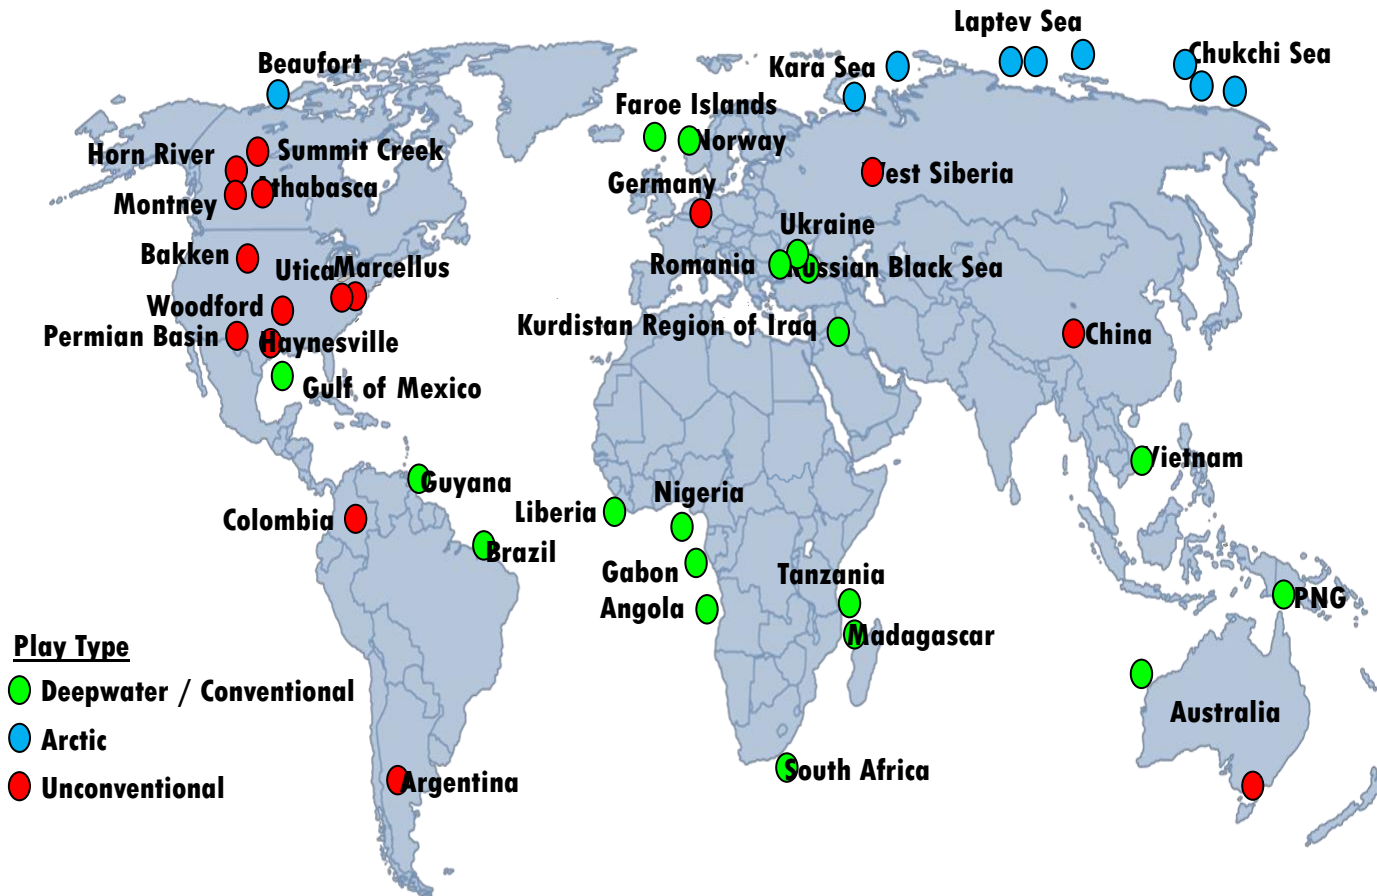 Laptev Sea
Chukchi Sea
Beaufort
Kara Sea
Faroe Islands
Norway
Horn River
Summit Creek
West Siberia
Athabasca
Germany
Montney
Ukraine
Bakken
Utica
Marcellus
Romania
Russian Black Sea
Woodford
Kurdistan Region of Iraq
Permian Basin
Haynesville
China
Gulf of Mexico
Vietnam
Guyana
Nigeria
Liberia
Colombia
Brazil
Gabon
Tanzania
PNG
Angola
Madagascar
Play Type
Deepwater / Conventional
Australia
Arctic
South Africa
Unconventional
Argentina